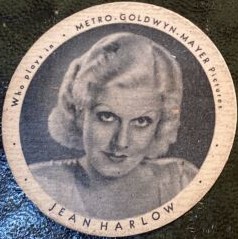 · Who plays in · METRO·GOLDWYN·MAYER Pictures ·
JEAN HARLOW